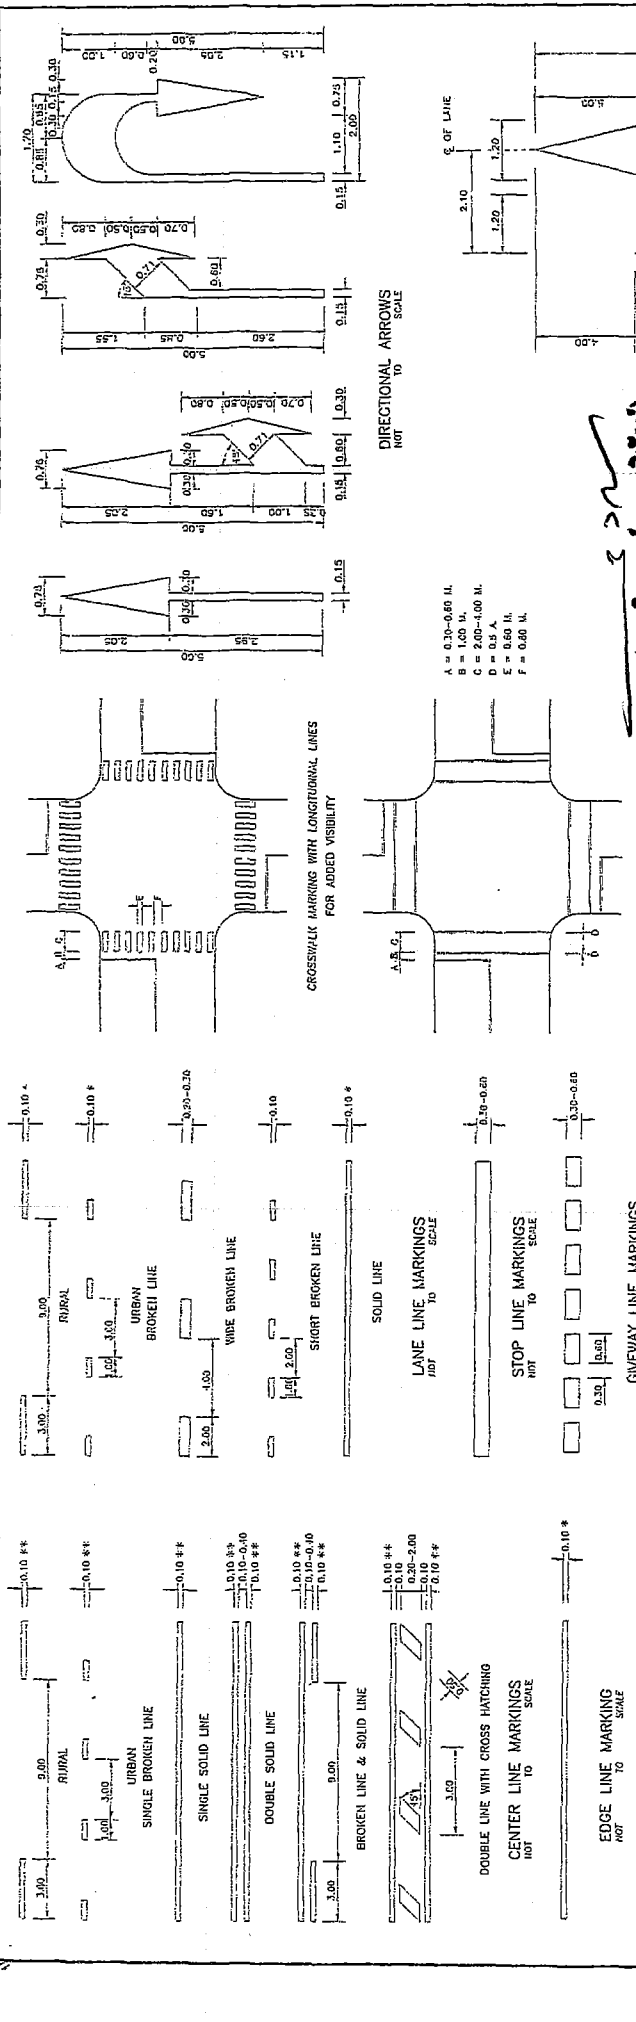 0.10 **
3.00
9.00
RURAL
0.10 **
1.00
3.00
URBAN
SINGLE BROKEN LINE
0.10 **
SINGLE SOLID LINE
0.10 **
0.10-0.40
0.10 **
DOUBLE SOLID LINE
0.10 **
0.10-0.40
0.10 **
3.00
9.00
BROKEN LINE & SOLID LINE
0.10 **
0.10
0.20-2.00
0.10
0.10 **
45°
3.00
DOUBLE LINE WITH CROSS HATCHING
CENTER LINE MARKINGS
NOT TO SCALE
0.10 *
EDGE LINE MARKING
NOT TO SCALE
0.10 *
3.00
9.00
RURAL
0.10 *
1.00
3.00
URBAN
BROKEN LINE
0.20-0.30
2.00
4.00
WIDE BROKEN LINE
0.10
1.00
2.00
SHORT BROKEN LINE
0.10 *
SOLID LINE
LANE LINE MARKINGS
NOT TO SCALE
0.30-0.60
STOP LINE MARKINGS
NOT TO SCALE
0.30-0.60
0.30
0.60
GIVEWAY LINE MARKINGS
A B C
E
F
CROSSWALK MARKING WITH LONGITUDINAL LINES
FOR ADDED VISIBILITY
A B C
D
D
A = 0.30-0.60 M.
B = 1.00 M.
C = 2.00-4.00 M.
D = 0.5 A.
E = 0.60 M.
F = 0.60 M.
0.75
0.30
0.30
2.05
2.95
5.00
0.15
0.75
0.30
0.30
2.05
1.60
1.00
0.35
5.00
45°
0.71
0.80
0.50
0.50
0.70
0.15
0.60
0.30
0.30
0.75
0.80
0.50
0.50
0.70
45°
0.71
0.60
1.55
0.85
2.60
5.00
0.15
1.70
0.85
0.85
0.30
0.15
0.30
0.20
1.00
0.60
2.05
1.15
5.00
0.15
1.10
0.75
2.00
DIRECTIONAL ARROWS
NOT TO SCALE
℄ OF LANE
2.10
1.20
1.20
5.00
4.00